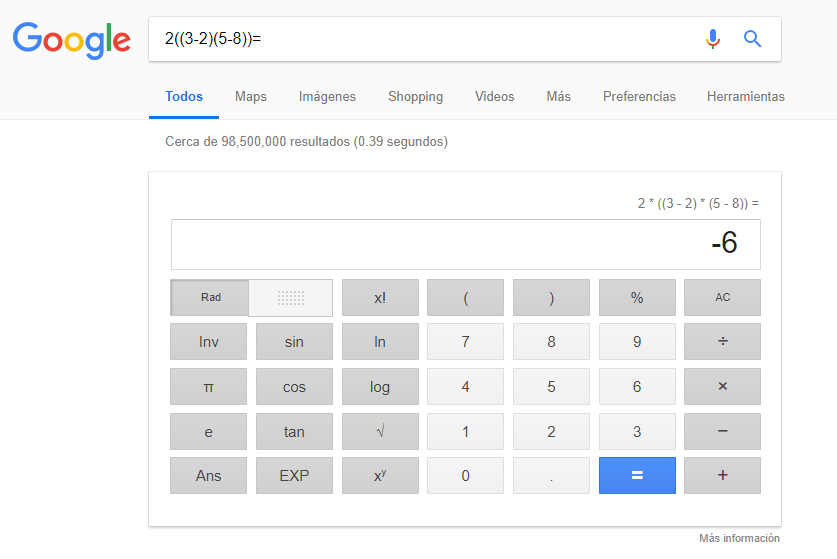 Google 2((3-2)(5-8))=
Todos Maps Imágenes Shopping Videos Más Preferencias Herramientas
Cerca de 98,500,000 resultados (0.39 segundos)
2 * ((3 - 2) * (5 - 8)) =
-6
Rad x! ( ) % AC
Inv sin ln 7 8 9 ÷
π cos log 4 5 6 ×
e tan √ 1 2 3 −
Ans EXP xʸ 0 . = +
Más información